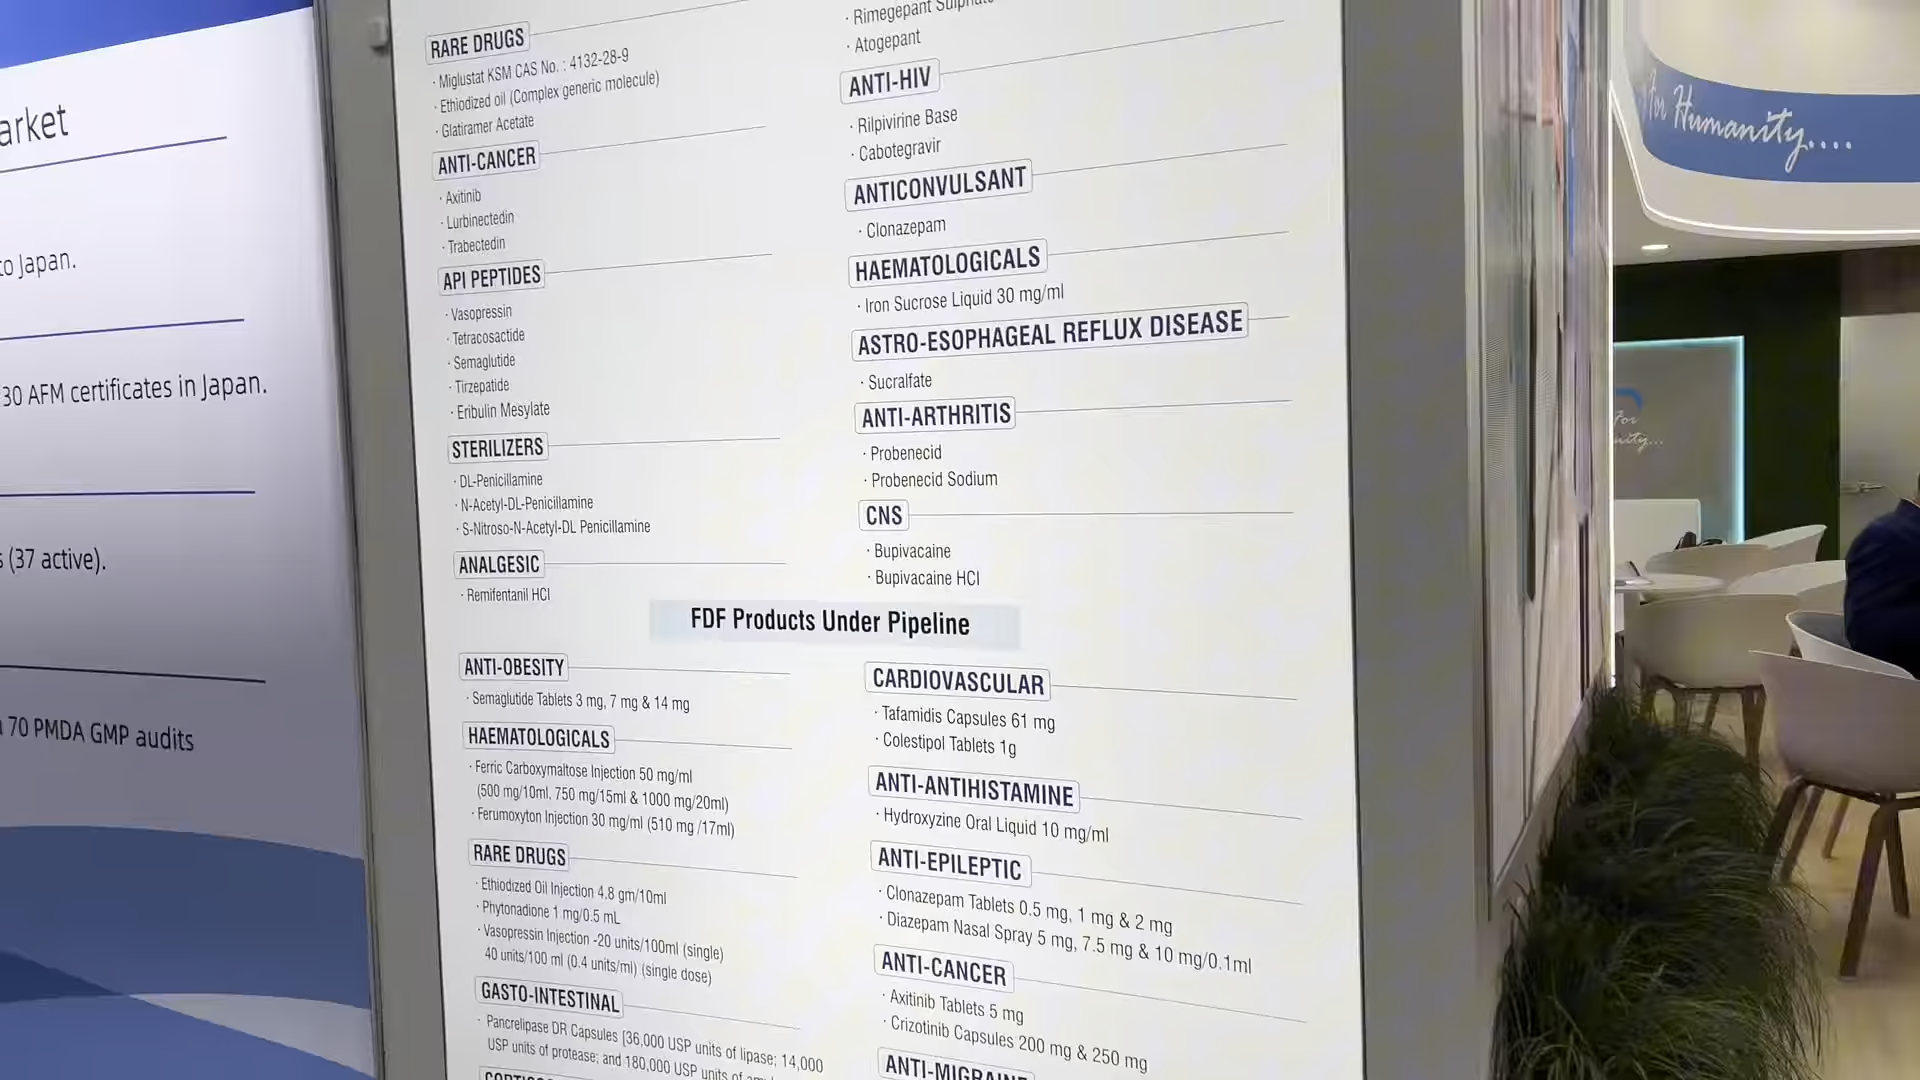 arket
to Japan.
30 AFM certificates in Japan.
(37 active).
70 PMDA GMP audits
RARE DRUGS
· Miglustat KSM CAS No. : 4132-28-9
· Ethiodized oil (Complex generic molecule)
· Glatiramer Acetate
ANTI-CANCER
· Axitinib
· Lurbinectedin
· Trabectedin
API PEPTIDES
· Vasopressin
· Tetracosactide
· Semaglutide
· Tirzepatide
· Eribulin Mesylate
STERILIZERS
· DL-Penicillamine
· N-Acetyl-DL-Penicillamine
· S-Nitroso-N-Acetyl-DL Penicillamine
ANALGESIC
· Remifentanil HCl
· Rimegepant Sulphate
· Atogepant
ANTI-HIV
· Rilpivirine Base
· Cabotegravir
ANTICONVULSANT
· Clonazepam
HAEMATOLOGICALS
· Iron Sucrose Liquid 30 mg/ml
ASTRO-ESOPHAGEAL REFLUX DISEASE
· Sucralfate
ANTI-ARTHRITIS
· Probenecid
· Probenecid Sodium
CNS
· Bupivacaine
· Bupivacaine HCl
FDF Products Under Pipeline
ANTI-OBESITY
· Semaglutide Tablets 3 mg, 7 mg & 14 mg
HAEMATOLOGICALS
· Ferric Carboxymaltose Injection 50 mg/ml
(500 mg/10ml, 750 mg/15ml & 1000 mg/20ml)
· Ferumoxyton Injection 30 mg/ml (510 mg /17ml)
RARE DRUGS
· Ethiodized Oil Injection 4.8 gm/10ml
· Phytonadione 1 mg/0.5 mL
· Vasopressin Injection -20 units/100ml (single)
40 units/100 ml (0.4 units/ml) (single dose)
GASTO-INTESTINAL
· Pancrelipase DR Capsules [36,000 USP units of lipase; 14,000
USP units of protease; and 180,000 USP units of
CARDIOVASCULAR
· Tafamidis Capsules 61 mg
· Colestipol Tablets 1g
ANTI-ANTIHISTAMINE
· Hydroxyzine Oral Liquid 10 mg/ml
ANTI-EPILEPTIC
· Clonazepam Tablets 0.5 mg, 1 mg & 2 mg
· Diazepam Nasal Spray 5 mg, 7.5 mg & 10 mg/0.1ml
ANTI-CANCER
· Axitinib Tablets 5 mg
· Crizotinib Capsules 200 mg & 250 mg
ANTI-MIGRAINE
for Humanity....
For